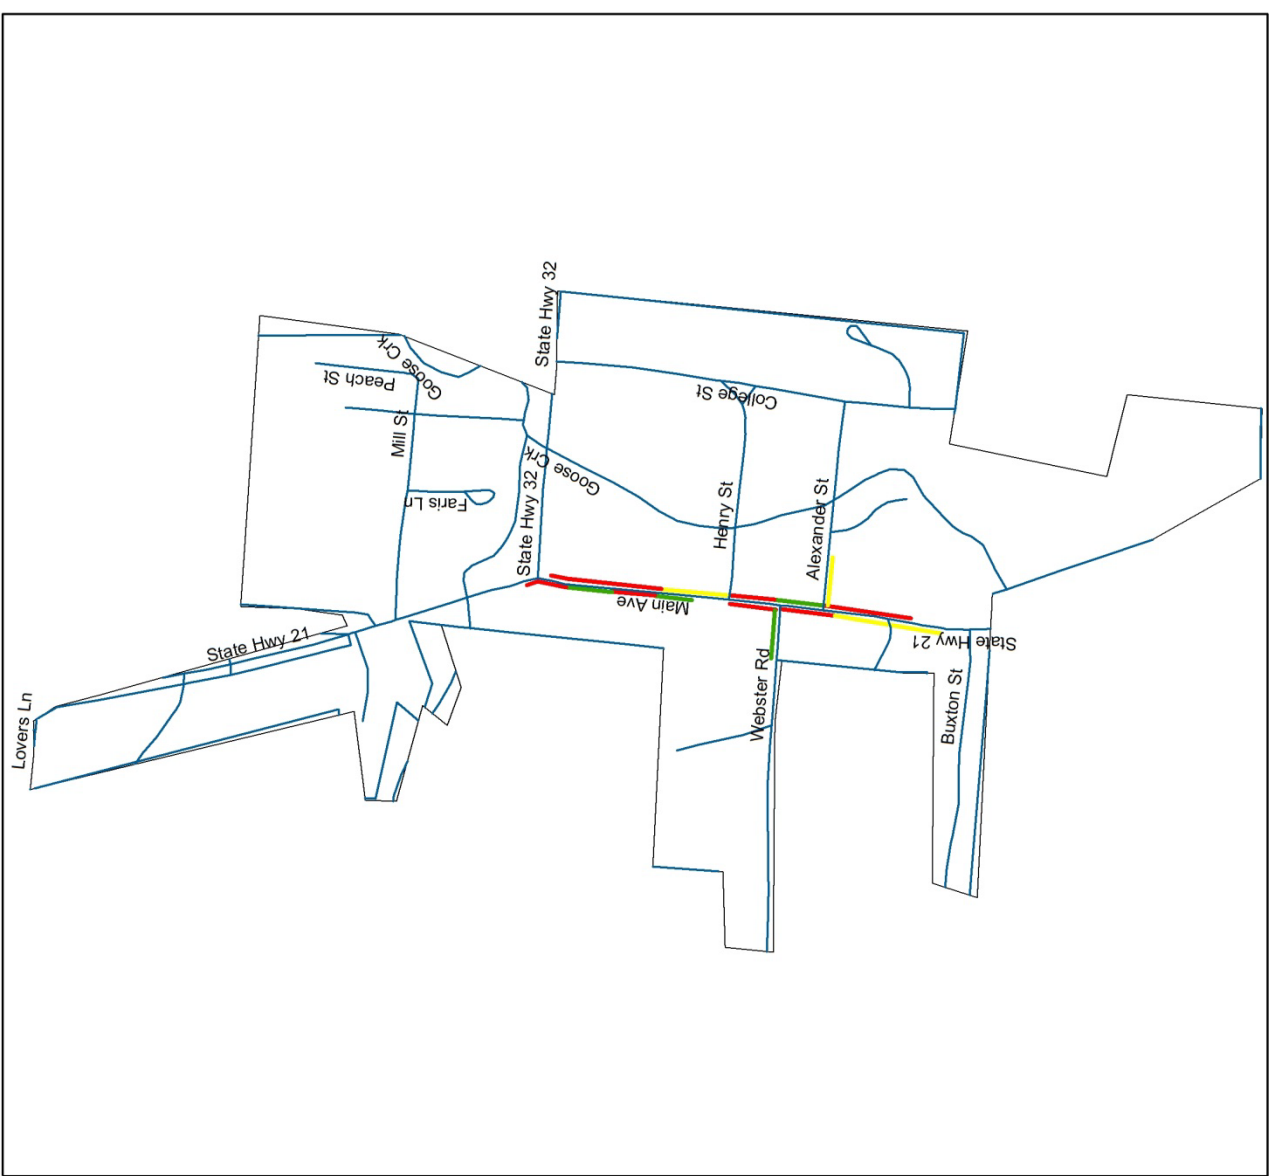 State Hwy 32
Goose Crk
Peach St
College St
Mill St
Goose Crk
Faris Ln
State Hwy 32
Henry St
Alexander St
Main Ave
State Hwy 21
State Hwy 21
Webster Rd
Buxton St
Lovers Ln